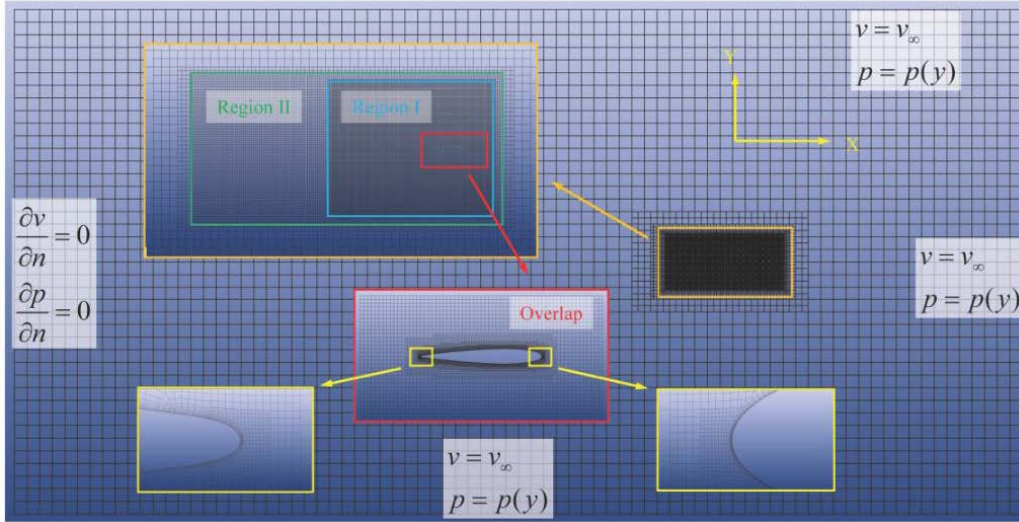 v = v∞
p = p(y)
Y
X
Region II
Region I
∂v/∂n = 0
∂p/∂n = 0
v = v∞
p = p(y)
Overlap
v = v∞
p = p(y)